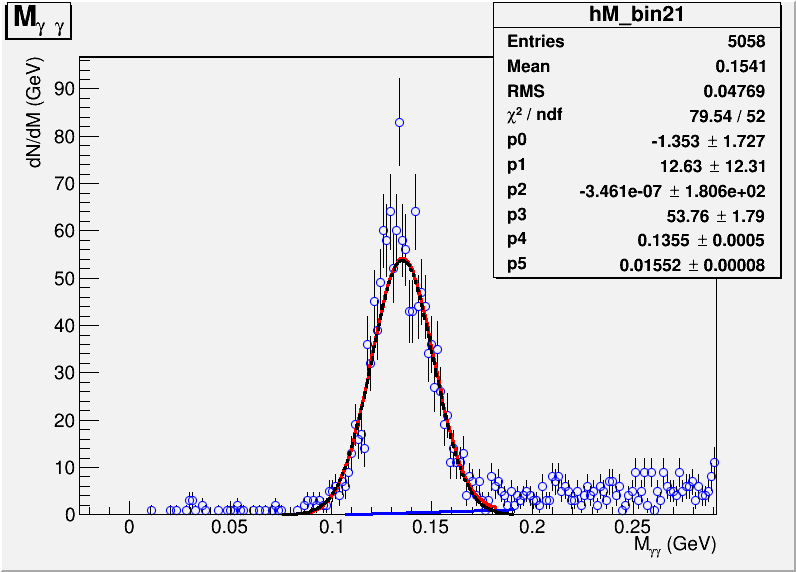 M γ γ
hM_bin21
Entries 5058
Mean 0.1541
RMS 0.04769
χ² / ndf 79.54 / 52
p0 -1.353 ± 1.727
p1 12.63 ± 12.31
p2 -3.461e-07 ± 1.806e+02
p3 53.76 ± 1.79
p4 0.1355 ± 0.0005
p5 0.01552 ± 0.00008
dN/dM (GeV)
90
80
70
60
50
40
30
20
10
0
0 0.05 0.1 0.15 0.2 0.25
Mγγ (GeV)